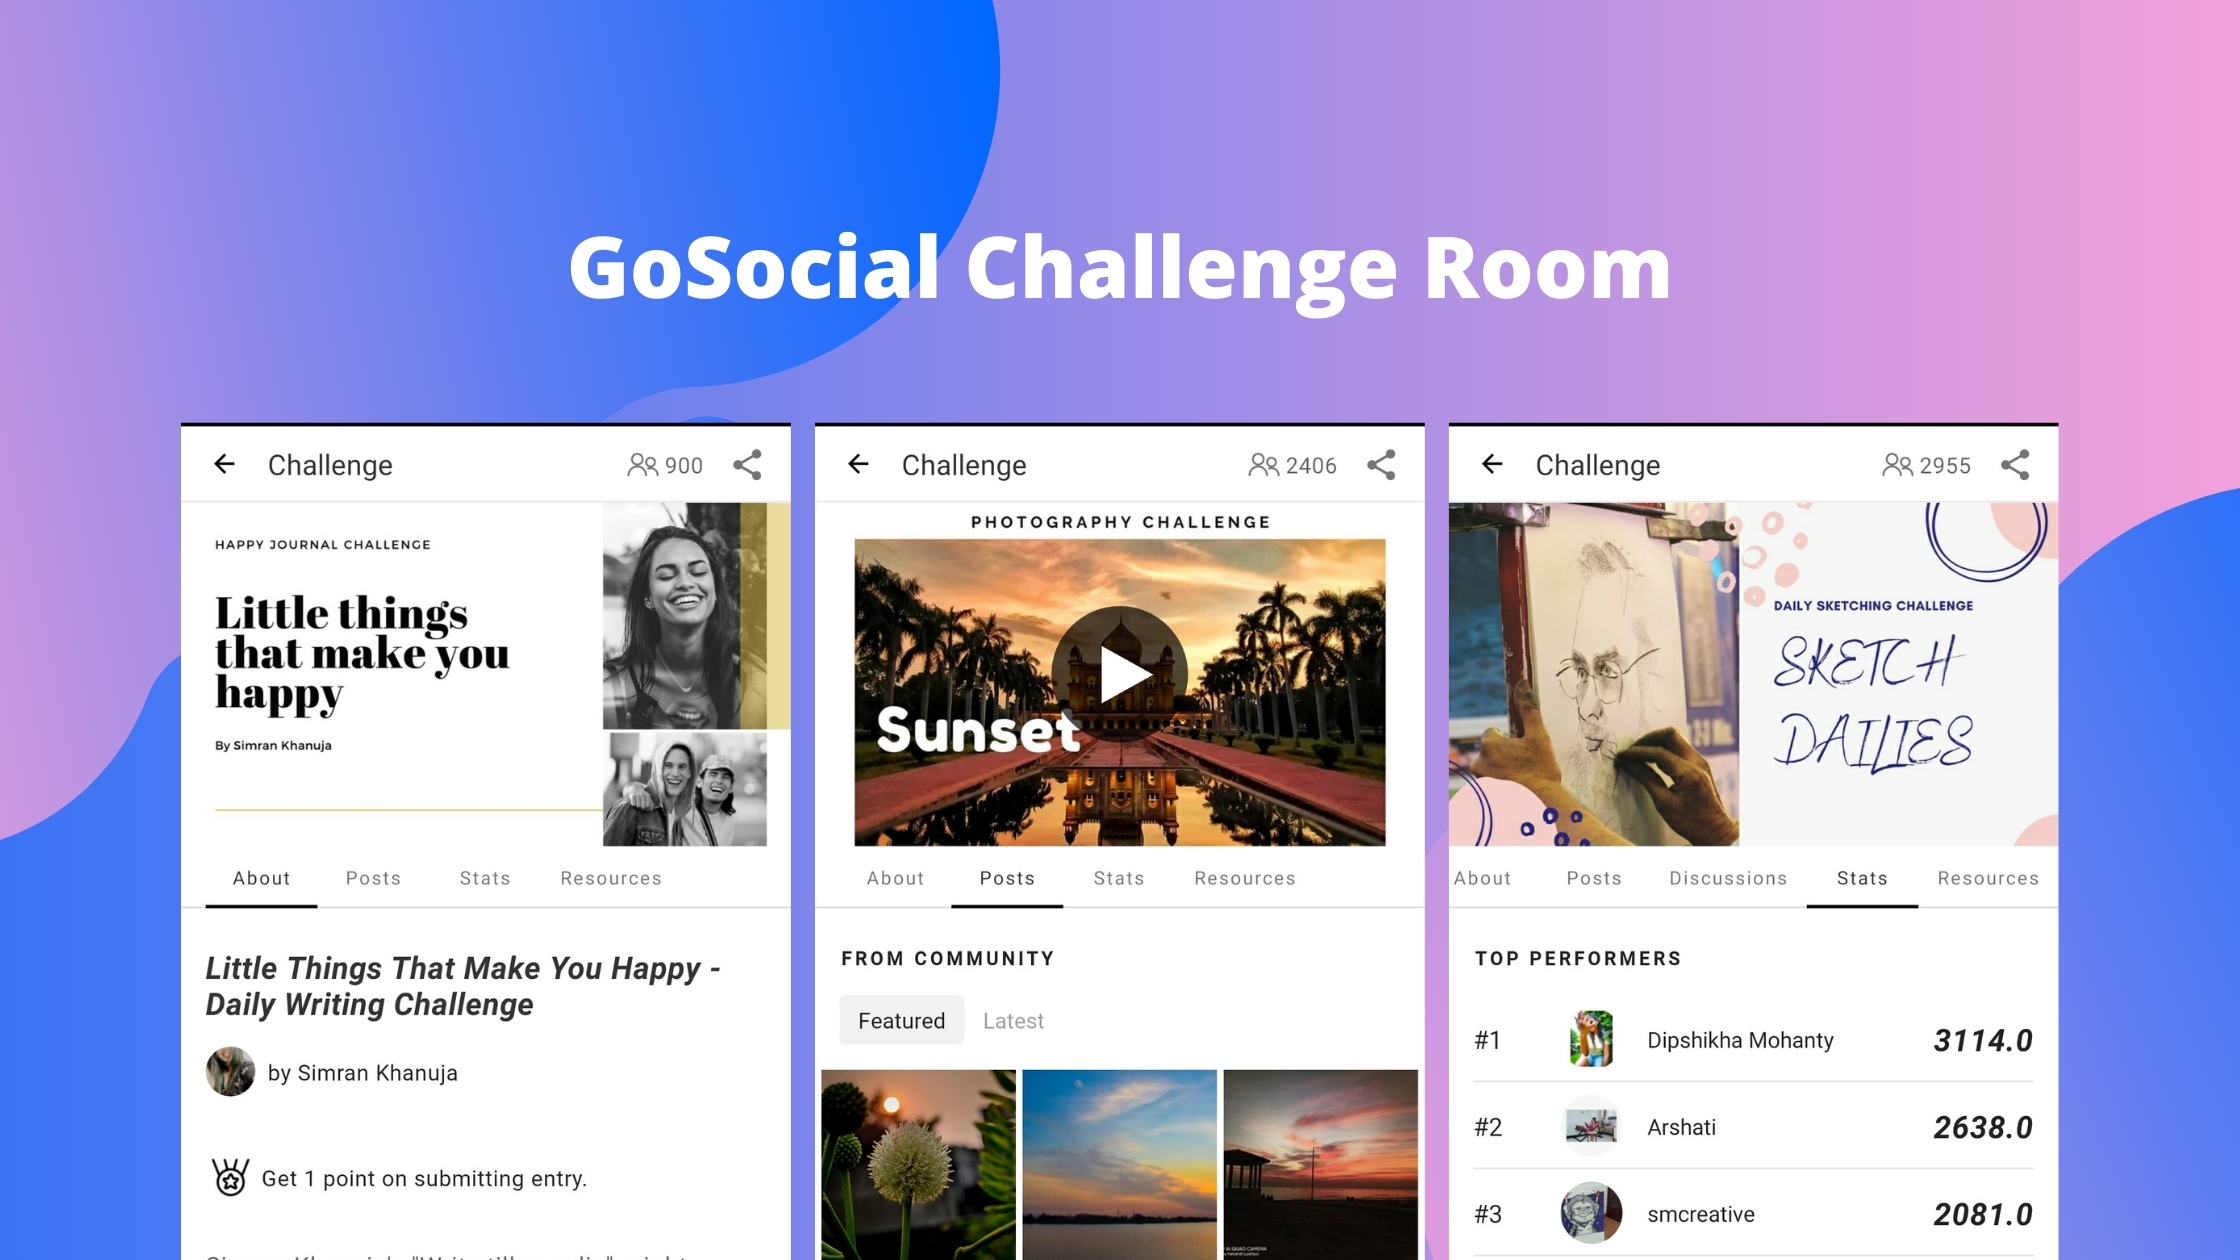 GoSocial Challenge Room
Challenge
900
HAPPY JOURNAL CHALLENGE
Little things
that make you
happy
By Simran Khanuja
About
Posts
Stats
Resources
Little Things That Make You Happy -
Daily Writing Challenge
by Simran Khanuja
Get 1 point on submitting entry.
Challenge
2406
PHOTOGRAPHY CHALLENGE
Sunset
About
Posts
Stats
Resources
FROM COMMUNITY
Featured
Latest
Challenge
2955
DAILY SKETCHING CHALLENGE
SKETCH
DAILIES
About
Posts
Discussions
Stats
Resources
TOP PERFORMERS
#1
Dipshikha Mohanty
3114.0
#2
Arshati
2638.0
#3
smcreative
2081.0